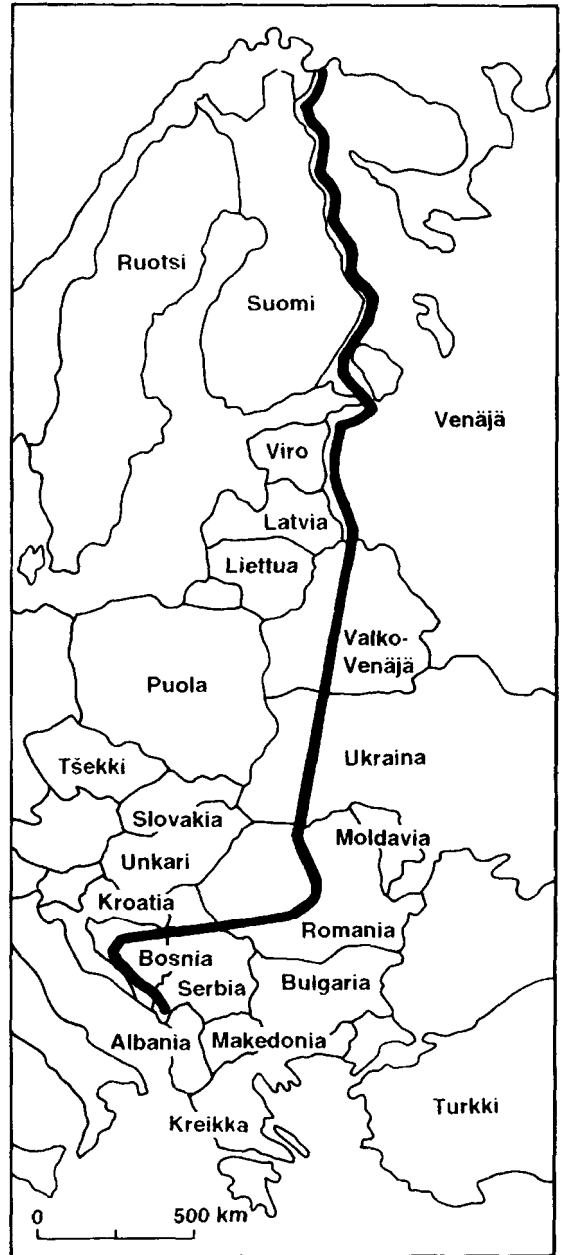 Ruotsi
Suomi
Venäjä
Viro
Latvia
Liettua
Valko-
Venäjä
Puola
Ukraina
Tšekki
Slovakia
Moldavia
Unkari
Kroatia
Romania
Bosnia
Serbia
Bulgaria
Albania
Makedonia
Turkki
Kreikka
0 500 km